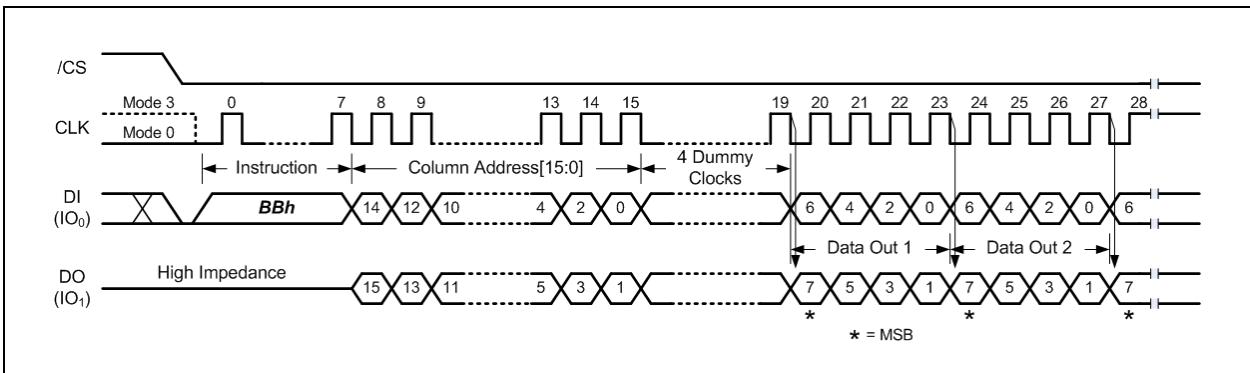 /CS
Mode 3 0 7 8 9 13 14 15 19 20 21 22 23 24 25 26 27 28
CLK
Mode 0
Instruction Column Address[15:0] 4 Dummy Clocks
DI
(IO0)
BBh 14 12 10 4 2 0 6 4 2 0 6 4 2 0 6
Data Out 1 Data Out 2
High Impedance
DO
(IO1)
15 13 11 5 3 1 7 5 3 1 7 5 3 1 7
* * *
* = MSB